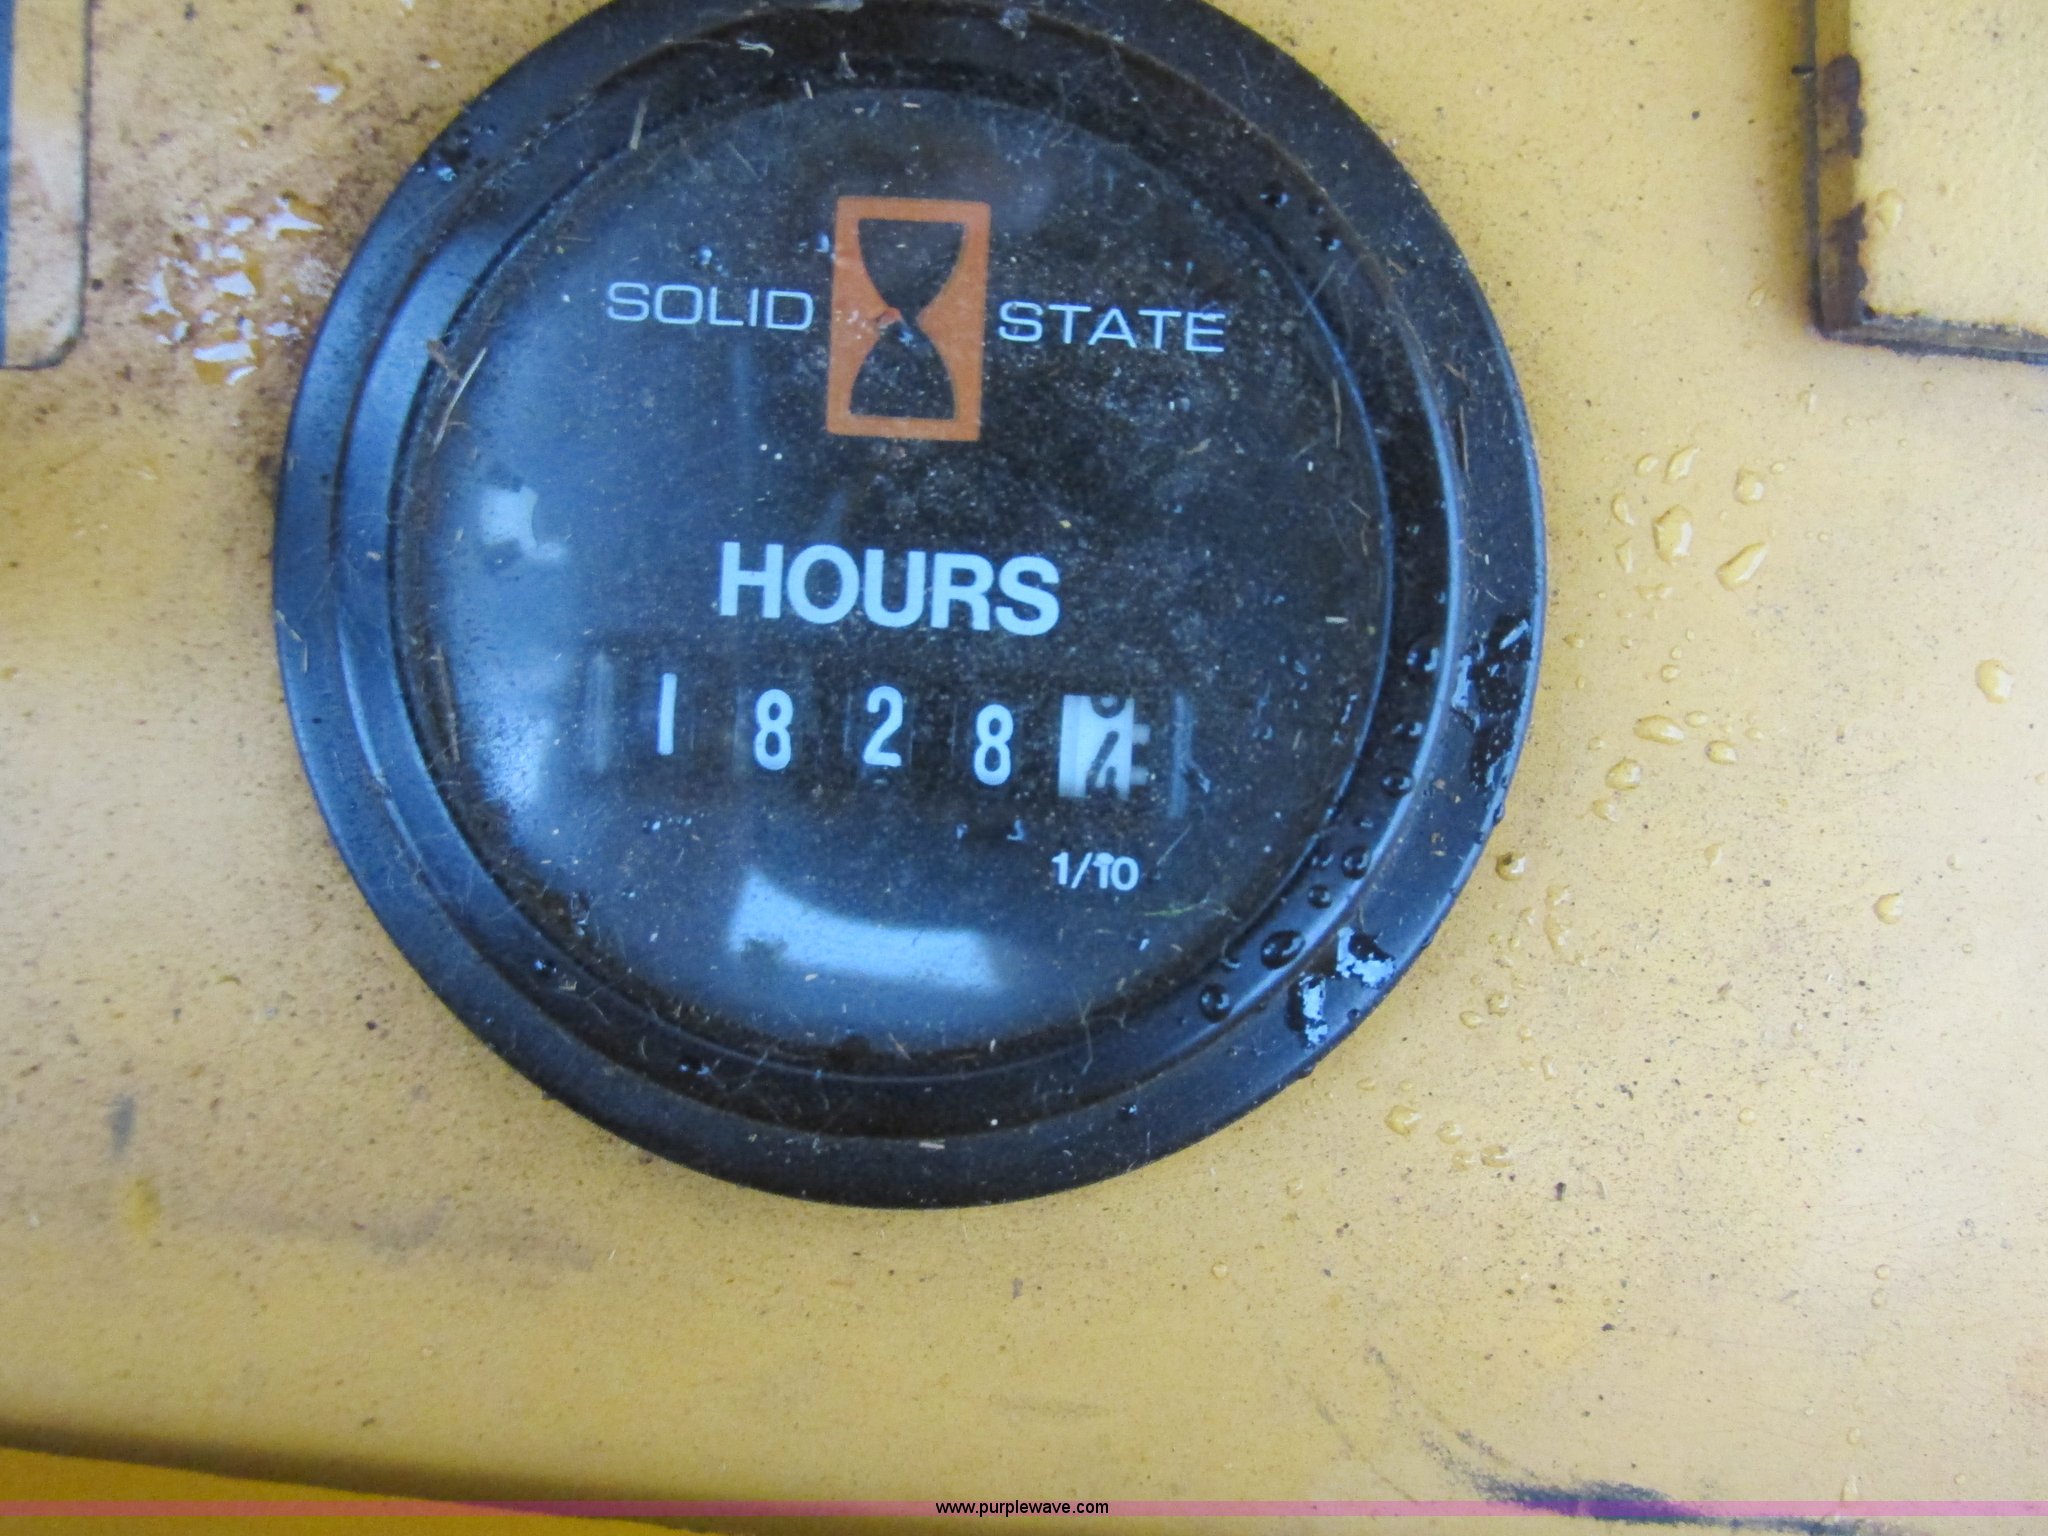 SOLID STATE
HOURS
1828
1/10
www.purplewave.com